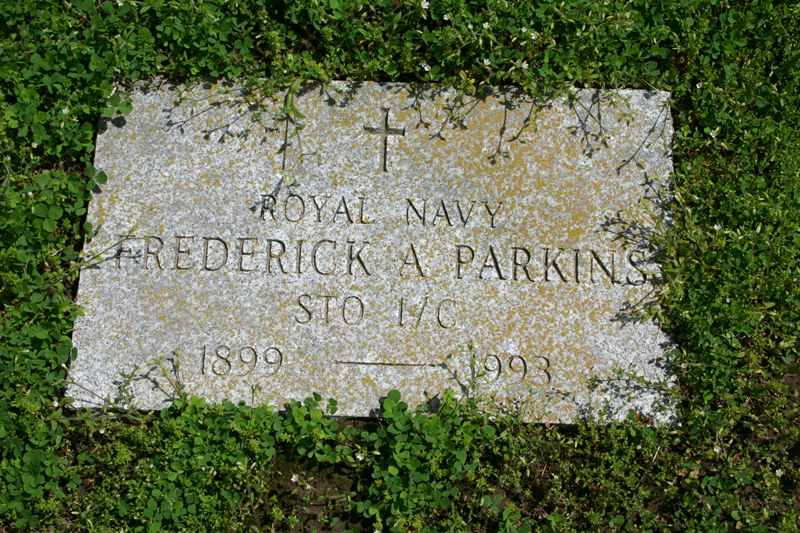 ROYAL NAVY
FREDERICK A PARKINS
STO 1/C
1899 — 1993